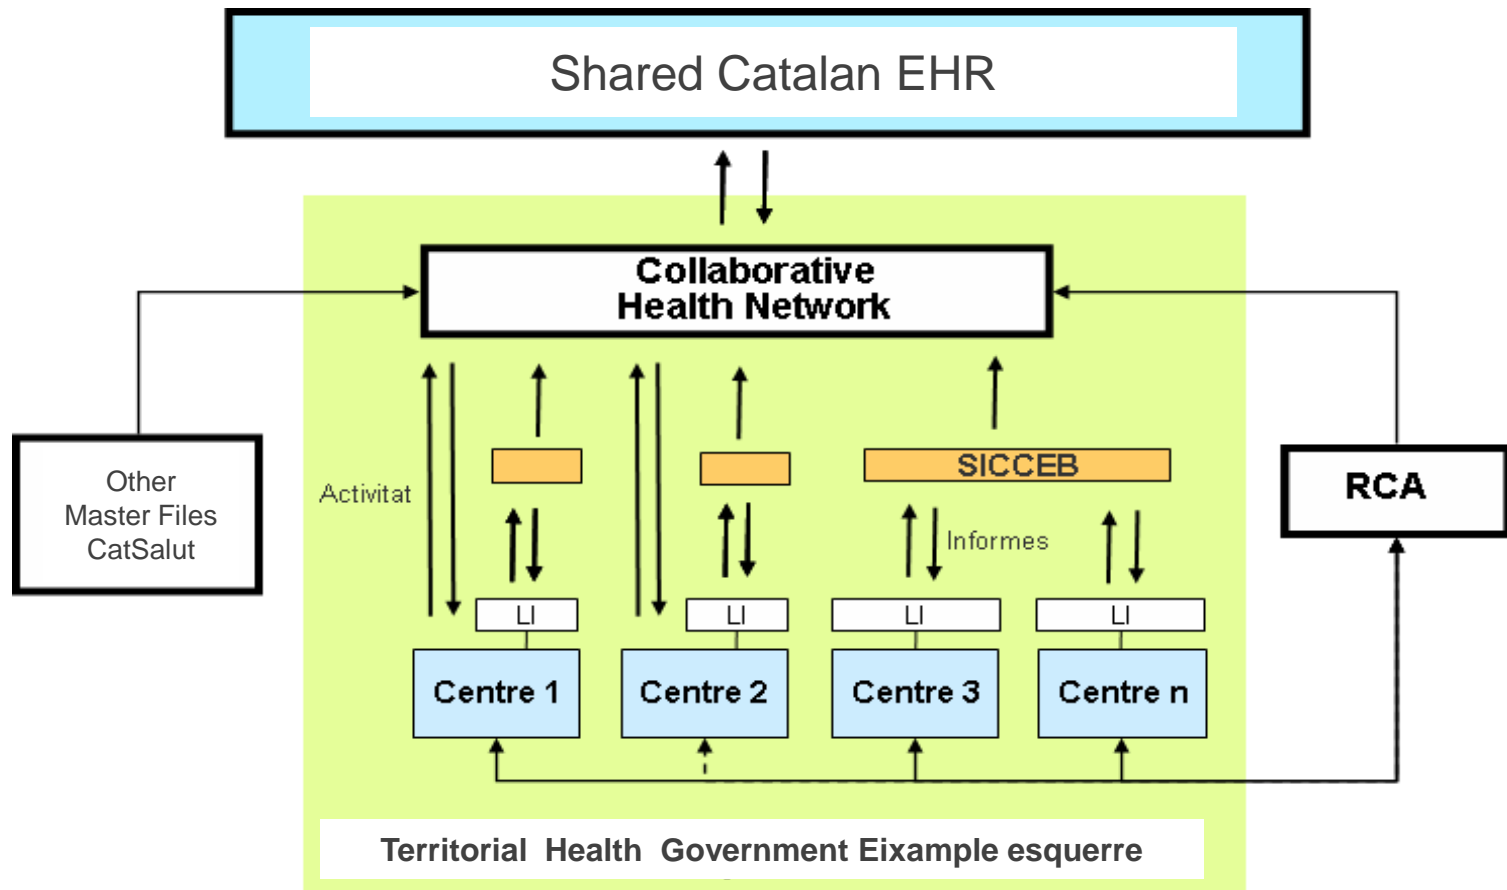 Shared Catalan EHR
Collaborative
Health Network
Other
Master Files
CatSalut
Activitat
SICCEB
RCA
Informes
LI
LI
LI
LI
Centre 1
Centre 2
Centre 3
Centre n
Territorial Health Government Eixample esquerre